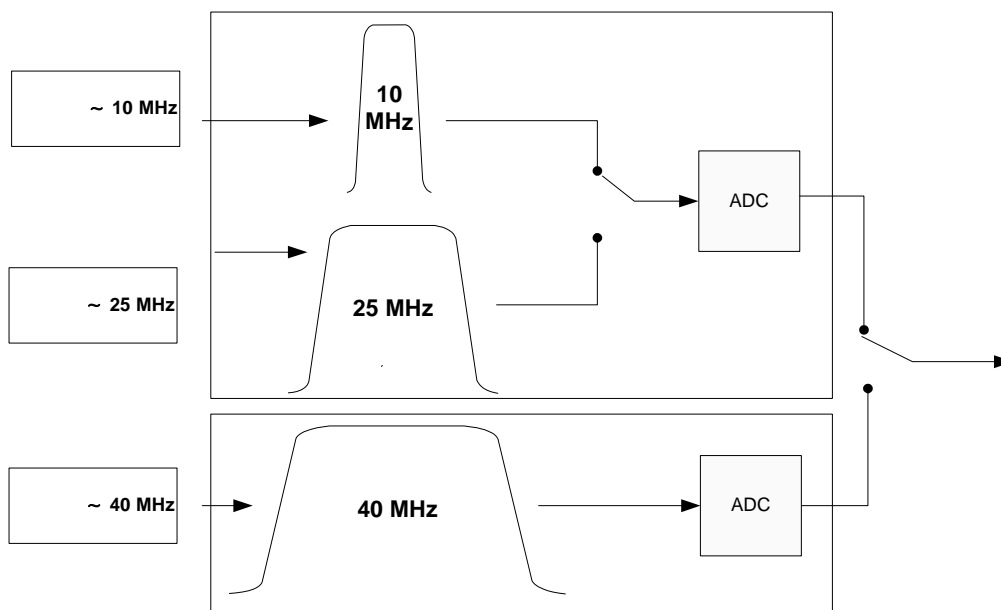 ~ 10 MHz
10
MHz
ADC
~ 25 MHz
25 MHz
~ 40 MHz
40 MHz
ADC